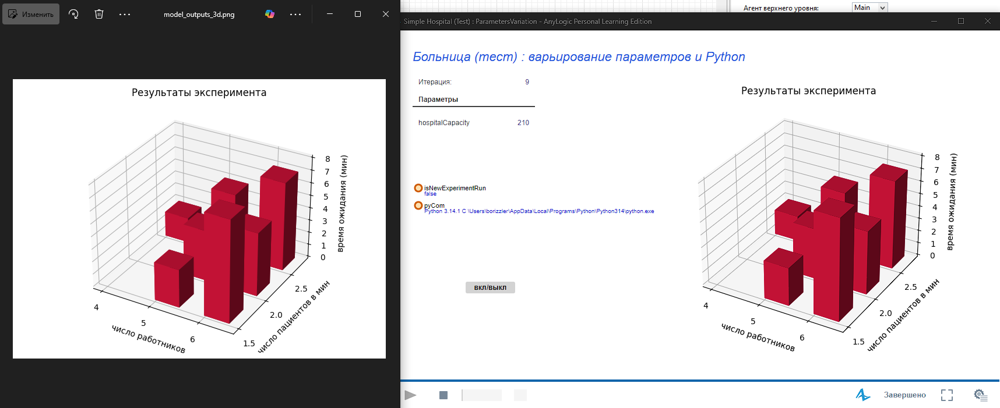 Изменить
model_outputs_3d.png
Результаты эксперимента
8
7
6
5
4
3
2
1
0
время ожидания (мин)
2.5
2.0
1.5
число пациентов в мин
4
5
6
число работников
Агент верхнего уровня:
Main
Simple Hospital (Test) : ParametersVariation - AnyLogic Personal Learning Edition
Больница (тест) : варьирование параметров и Python
Итерация:
9
Параметры
hospitalCapacity
210
isNewExperimentRun
false
pyCom
Python 3.14.1 C \Users\borizzler\AppData\Local\Programs\Python\Python314\python.exe
вкл/выкл
Результаты эксперимента
8
7
6
5
4
3
2
1
0
время ожидания (мин)
2.5
2.0
1.5
число пациентов в мин
4
5
6
число работников
Завершено